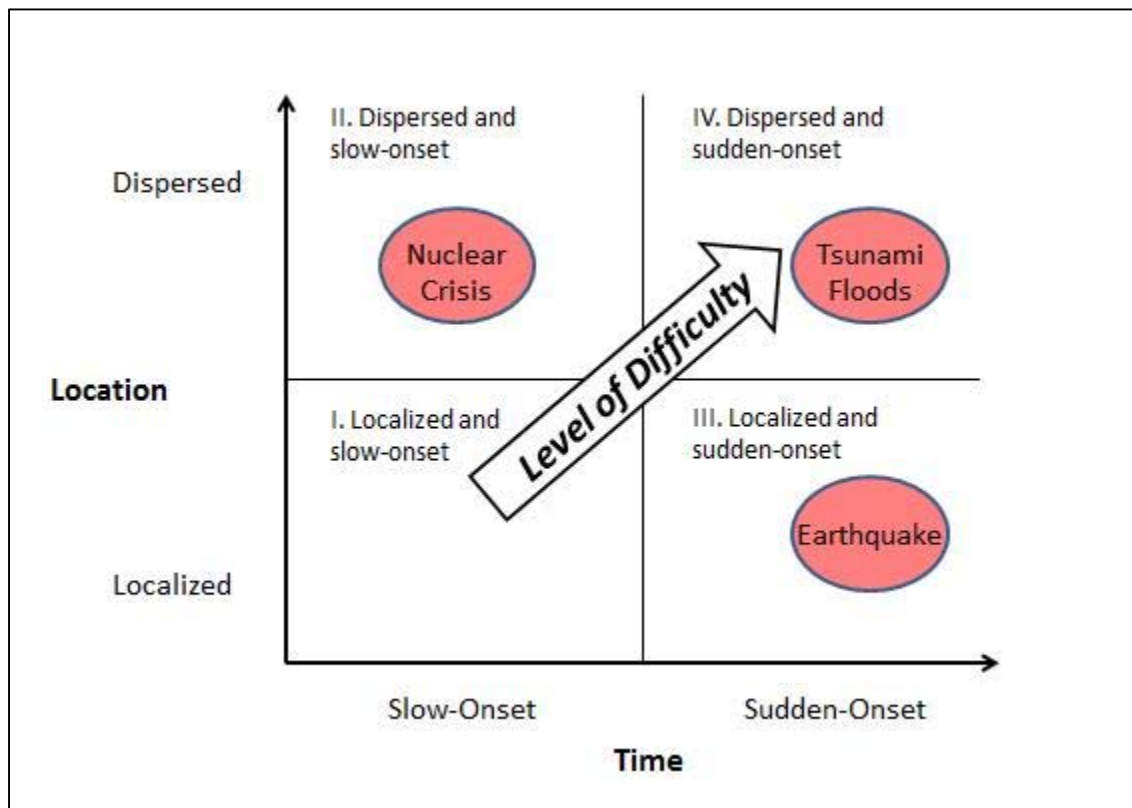 II. Dispersed and
slow-onset
IV. Dispersed and
sudden-onset
Dispersed
Nuclear
Crisis
Tsunami
Floods
Level of Difficulty
Location
I. Localized and
slow-onset
III. Localized and
sudden-onset
Earthquake
Localized
Slow-Onset
Sudden-Onset
Time